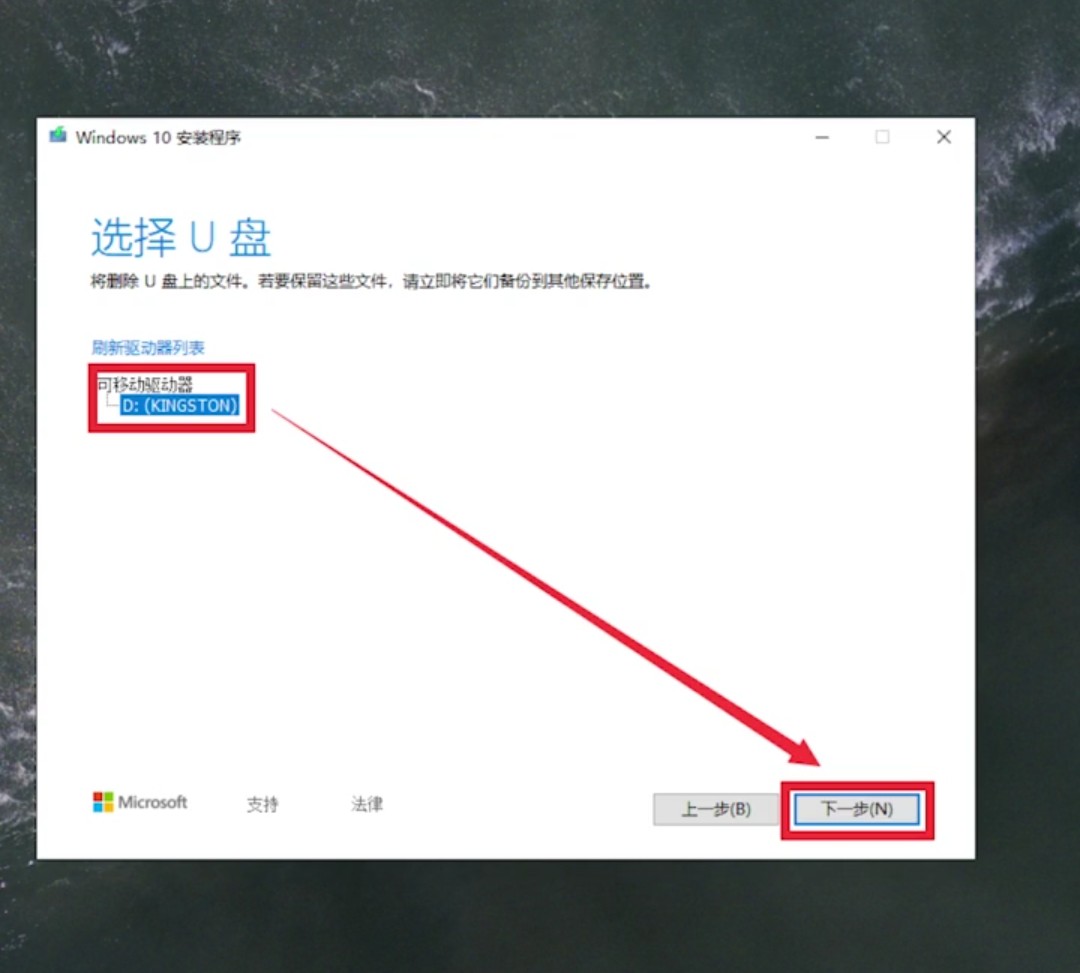 Windows 10 安装程序
选择 U 盘
将删除 U 盘上的文件。若要保留这些文件，请立即将它们备份到其他保存位置。
刷新驱动器列表
可移动驱动器
D: (KINGSTON)
Microsoft
支持
法律
上一步(B)
下一步(N)